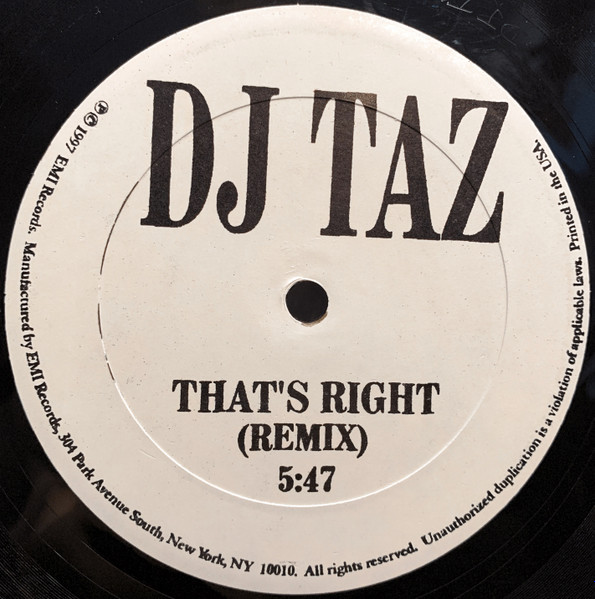 DJ TAZ
THAT'S RIGHT
(REMIX)
5:47
℗© 1997 EMI Records. Manufactured by EMI Records, 304 Park Avenue South, New York, NY 10010. All rights reserved. Unauthorized duplication is a violation of applicable laws. Printed in the USA.